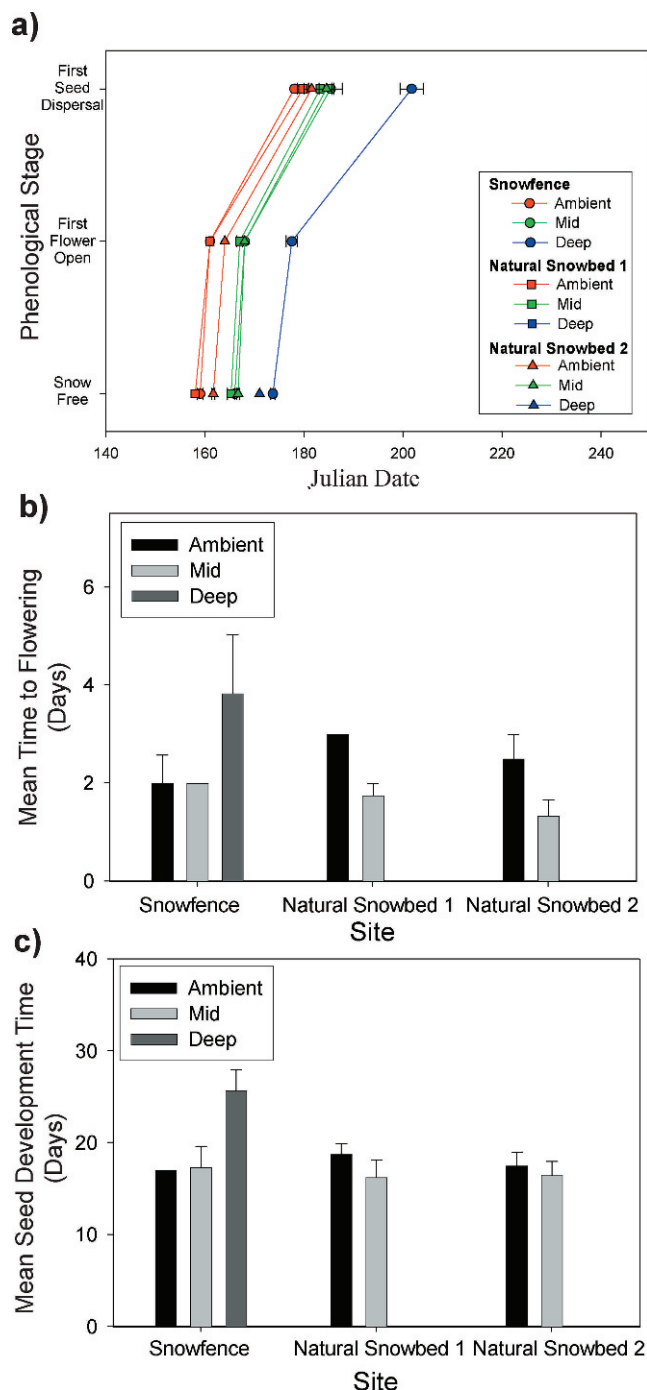 a)
First
Seed
Dispersal
First
Flower
Open
Snow
Free
Phenological Stage
Snowfence
Ambient
Mid
Deep
Natural Snowbed 1
Ambient
Mid
Deep
Natural Snowbed 2
Ambient
Mid
Deep
140 160 180 200 220 240
Julian Date
b)
Ambient
Mid
Deep
Mean Time to Flowering
(Days)
6
4
2
0
Snowfence Natural Snowbed 1 Natural Snowbed 2
Site
c)
Ambient
Mid
Deep
Mean Seed Development Time
(Days)
40
30
20
10
0
Snowfence Natural Snowbed 1 Natural Snowbed 2
Site